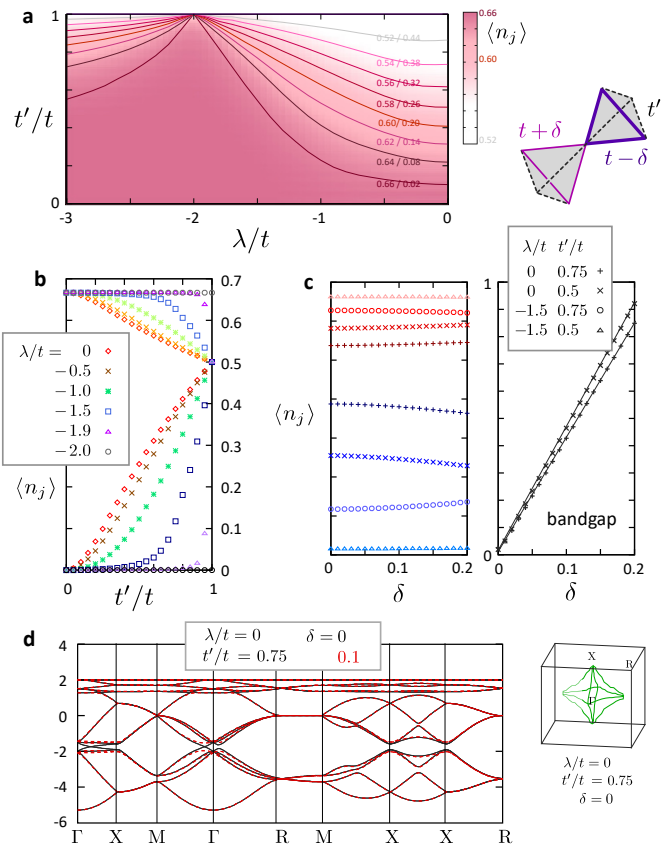 a
1
t′/t
0
-3
-2
-1
0
λ/t
0.52 / 0.44
0.54 / 0.38
0.56 / 0.32
0.58 / 0.26
0.60/ 0.20
0.62 / 0.14
0.64 / 0.08
0.66 / 0.02
0.66
⟨n_j⟩
0.60
0.52
t′
t + δ
t−δ
b
0.7
0.6
0.5
0.4
0.3
0.2
0.1
0
λ/t = 0
−0.5
−1.0
−1.5
−1.9
−2.0
⟨n_j⟩
0
0.5
1
t′/t
c
⟨n_j⟩
0
0.1
0.2
δ
λ/t t′/t
0 0.75 +
0 0.5 ×
−1.5 0.75 ○
−1.5 0.5 △
1
0
bandgap
0
0.1
0.2
δ
d
λ/t = 0 δ = 0
t′/t = 0.75 0.1
4
2
0
-2
-4
-6
Γ X M Γ R M X X R
X
R
Γ
λ/t = 0
t′/t = 0.75
δ = 0